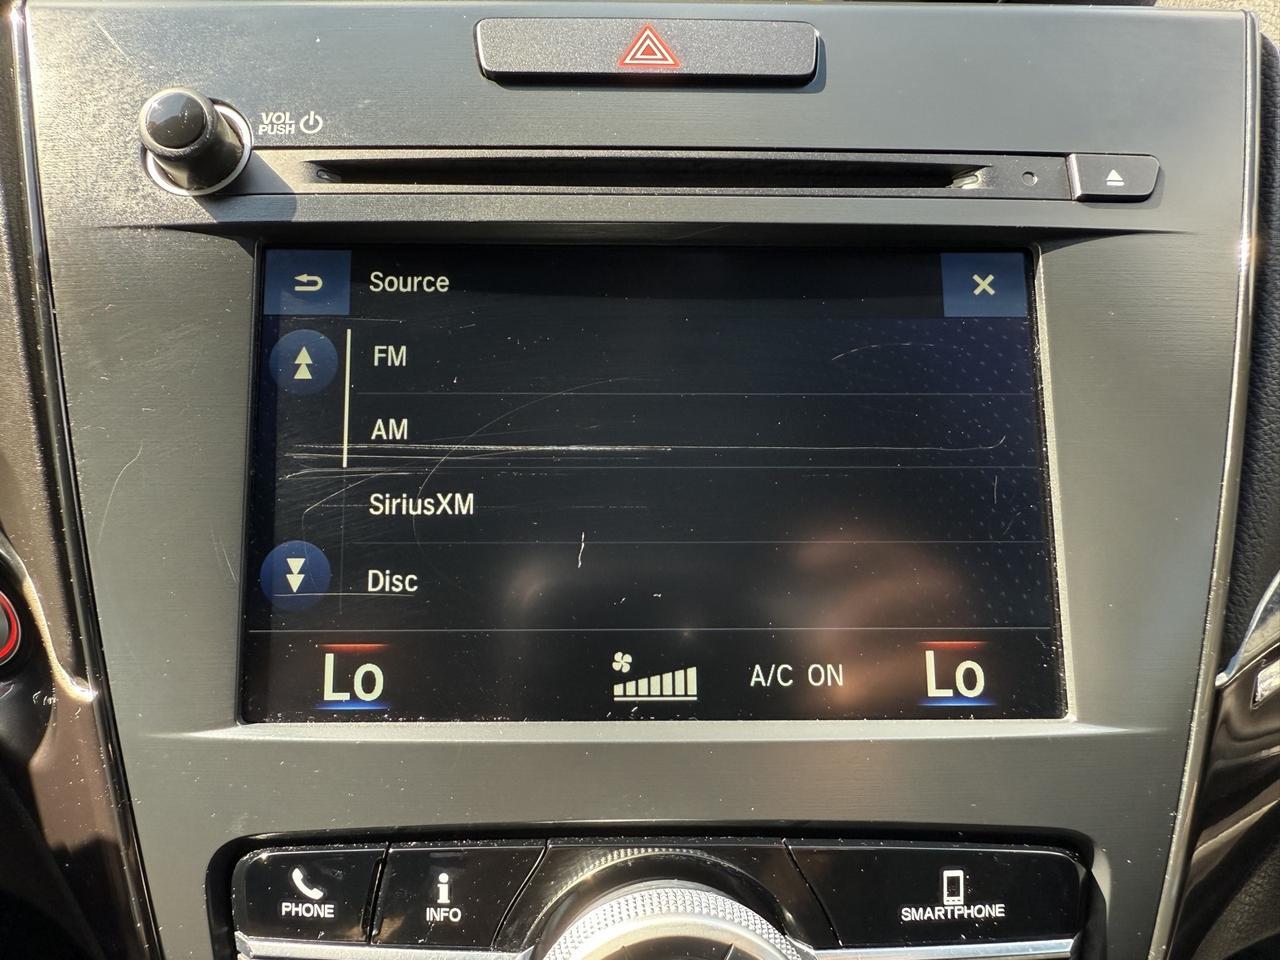 VOL
PUSH
Source
FM
AM
SiriusXM
Disc
Lo
A/C ON
Lo
PHONE
INFO
SMARTPHONE